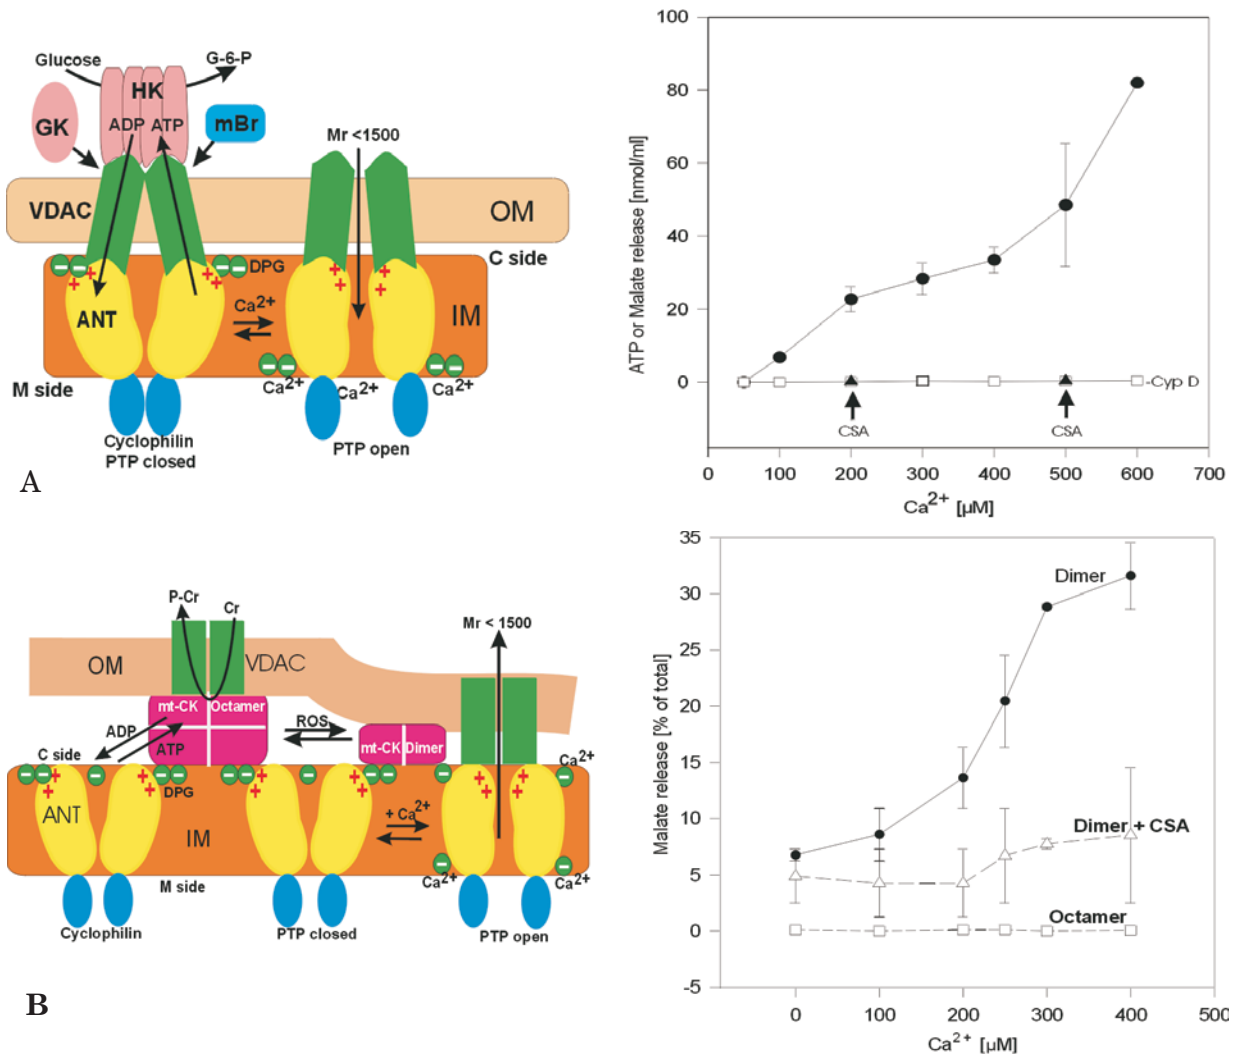 Glucose
G-6-P
HK
GK
ADP
ATP
mBr
Mr <1500
VDAC
OM
C side
DPG
ANT
Ca2+
IM
M side
Ca2+
Ca2+
Ca2+
Cyclophilin
PTP closed
PTP open
A
100
80
60
40
20
0
ATP or Malate release [nmol/ml]
-Cyp D
CSA
CSA
0
100
200
300
400
500
600
700
Ca2+ [µM]
P-Cr
Cr
Mr < 1500
OM
VDAC
mt-CK
Octamer
ADP
ATP
ROS
mt-CK
Dimer
C side
Ca2+
DPG
ANT
IM
+ Ca2+
M side
Ca2+
Ca2+
Cyclophilin
PTP closed
PTP open
B
35
30
25
20
15
10
5
0
-5
Malate release [% of total]
Dimer
Dimer + CSA
Octamer
0
100
200
300
400
500
Ca2+ [µM]